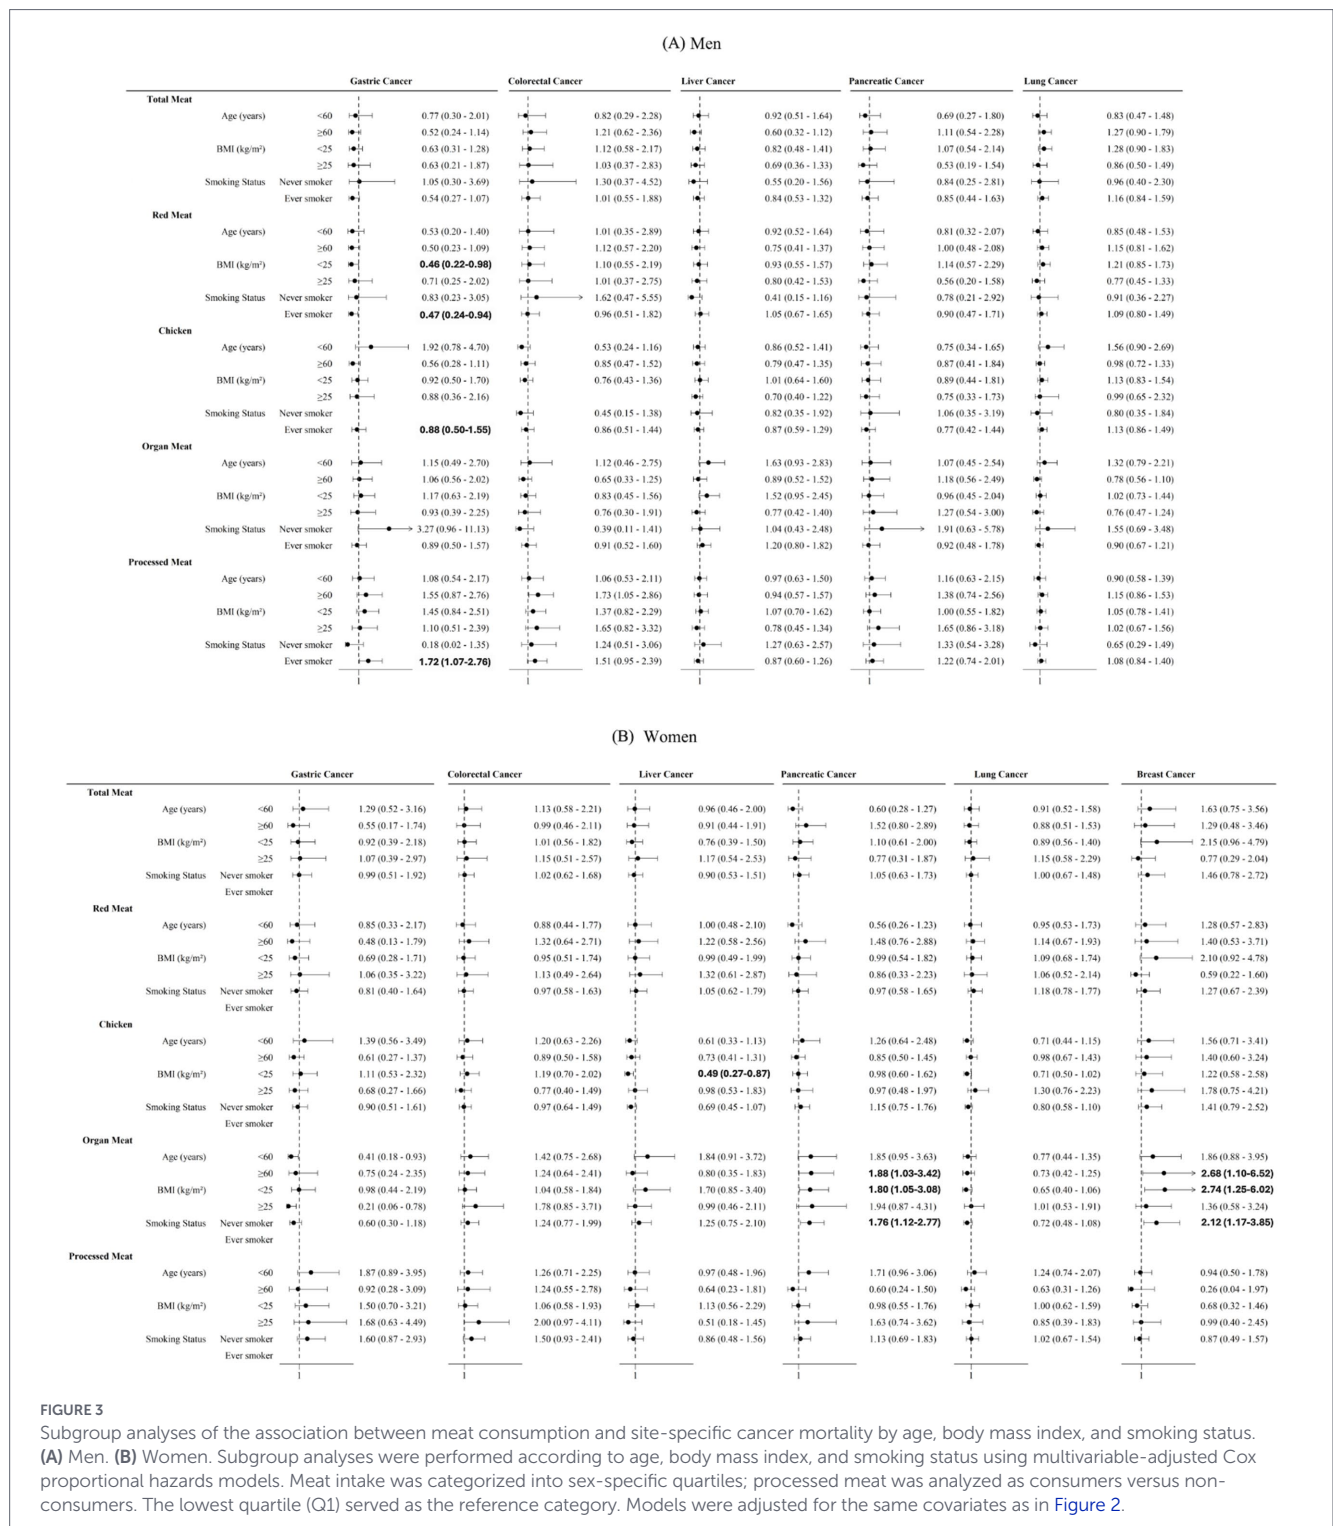 (A) Men
Gastric Cancer Colorectal Cancer Liver Cancer Pancreatic Cancer Lung Cancer
Total Meat
Age (years) <60 0.77 (0.30 - 2.01) 0.82 (0.29 - 2.28) 0.92 (0.51 - 1.64) 0.69 (0.27 - 1.80) 0.83 (0.47 - 1.48)
≥60 0.52 (0.24 - 1.14) 1.21 (0.62 - 2.36) 0.60 (0.32 - 1.12) 1.11 (0.54 - 2.28) 1.27 (0.90 - 1.79)
BMI (kg/m²) <25 0.63 (0.31 - 1.28) 1.12 (0.58 - 2.17) 0.82 (0.48 - 1.41) 1.07 (0.54 - 2.14) 1.28 (0.90 - 1.83)
≥25 0.63 (0.21 - 1.87) 1.03 (0.37 - 2.83) 0.69 (0.36 - 1.33) 0.53 (0.19 - 1.54) 0.86 (0.50 - 1.49)
Smoking Status Never smoker 1.05 (0.30 - 3.69) 1.30 (0.37 - 4.52) 0.55 (0.20 - 1.56) 0.84 (0.25 - 2.81) 0.96 (0.40 - 2.30)
Ever smoker 0.54 (0.27 - 1.07) 1.01 (0.55 - 1.88) 0.84 (0.53 - 1.32) 0.85 (0.44 - 1.63) 1.16 (0.84 - 1.59)
Red Meat
Age (years) <60 0.53 (0.20 - 1.40) 1.01 (0.35 - 2.89) 0.92 (0.52 - 1.64) 0.81 (0.32 - 2.07) 0.85 (0.48 - 1.53)
≥60 0.50 (0.23 - 1.09) 1.12 (0.57 - 2.20) 0.75 (0.41 - 1.37) 1.00 (0.48 - 2.08) 1.15 (0.81 - 1.62)
BMI (kg/m²) <25 0.46 (0.22-0.98) 1.10 (0.55 - 2.19) 0.93 (0.55 - 1.57) 1.14 (0.57 - 2.29) 1.21 (0.85 - 1.73)
≥25 0.71 (0.25 - 2.02) 1.01 (0.37 - 2.75) 0.80 (0.42 - 1.53) 0.56 (0.20 - 1.58) 0.77 (0.45 - 1.33)
Smoking Status Never smoker 0.83 (0.23 - 3.05) 1.62 (0.47 - 5.55) 0.41 (0.15 - 1.16) 0.78 (0.21 - 2.92) 0.91 (0.36 - 2.27)
Ever smoker 0.47 (0.24-0.94) 0.96 (0.51 - 1.82) 1.05 (0.67 - 1.65) 0.90 (0.47 - 1.71) 1.09 (0.80 - 1.49)
Chicken
Age (years) <60 1.92 (0.78 - 4.70) 0.53 (0.24 - 1.16) 0.86 (0.52 - 1.41) 0.75 (0.34 - 1.65) 1.56 (0.90 - 2.69)
≥60 0.56 (0.28 - 1.11) 0.85 (0.47 - 1.52) 0.79 (0.47 - 1.35) 0.87 (0.41 - 1.84) 0.98 (0.72 - 1.33)
BMI (kg/m²) <25 0.92 (0.50 - 1.70) 0.76 (0.43 - 1.36) 1.01 (0.64 - 1.60) 0.89 (0.44 - 1.81) 1.13 (0.83 - 1.54)
≥25 0.88 (0.36 - 2.16) 0.70 (0.40 - 1.22) 0.75 (0.33 - 1.73) 0.99 (0.65 - 2.32)
Smoking Status Never smoker 0.45 (0.15 - 1.38) 0.82 (0.35 - 1.92) 1.06 (0.35 - 3.19) 0.80 (0.35 - 1.84)
Ever smoker 0.88 (0.50-1.55) 0.86 (0.51 - 1.44) 0.87 (0.59 - 1.29) 0.77 (0.42 - 1.44) 1.13 (0.86 - 1.49)
Organ Meat
Age (years) <60 1.15 (0.49 - 2.70) 1.12 (0.46 - 2.75) 1.63 (0.93 - 2.83) 1.07 (0.45 - 2.54) 1.32 (0.79 - 2.21)
≥60 1.06 (0.56 - 2.02) 0.65 (0.33 - 1.25) 0.89 (0.52 - 1.52) 1.18 (0.56 - 2.49) 0.78 (0.56 - 1.10)
BMI (kg/m²) <25 1.17 (0.63 - 2.19) 0.83 (0.45 - 1.56) 1.52 (0.95 - 2.45) 0.96 (0.45 - 2.04) 1.02 (0.73 - 1.44)
≥25 0.93 (0.39 - 2.25) 0.76 (0.30 - 1.91) 0.77 (0.42 - 1.40) 1.27 (0.54 - 3.00) 0.76 (0.47 - 1.24)
Smoking Status Never smoker 3.27 (0.96 - 11.13) 0.39 (0.11 - 1.41) 1.04 (0.43 - 2.48) 1.91 (0.63 - 5.78) 1.55 (0.69 - 3.48)
Ever smoker 0.89 (0.50 - 1.57) 0.91 (0.52 - 1.60) 1.20 (0.80 - 1.82) 0.92 (0.48 - 1.78) 0.90 (0.67 - 1.21)
Processed Meat
Age (years) <60 1.08 (0.54 - 2.17) 1.06 (0.53 - 2.11) 0.97 (0.63 - 1.50) 1.16 (0.63 - 2.15) 0.90 (0.58 - 1.39)
≥60 1.55 (0.87 - 2.76) 1.73 (1.05 - 2.86) 0.94 (0.57 - 1.57) 1.38 (0.74 - 2.56) 1.15 (0.86 - 1.53)
BMI (kg/m²) <25 1.45 (0.84 - 2.51) 1.37 (0.82 - 2.29) 1.07 (0.70 - 1.62) 1.00 (0.55 - 1.82) 1.05 (0.78 - 1.41)
≥25 1.10 (0.51 - 2.39) 1.65 (0.82 - 3.32) 0.78 (0.45 - 1.34) 1.65 (0.86 - 3.18) 1.02 (0.67 - 1.56)
Smoking Status Never smoker 0.18 (0.02 - 1.35) 1.24 (0.51 - 3.06) 1.27 (0.63 - 2.57) 1.33 (0.54 - 3.28) 0.65 (0.29 - 1.49)
Ever smoker 1.72 (1.07-2.76) 1.51 (0.95 - 2.39) 0.87 (0.60 - 1.26) 1.22 (0.74 - 2.01) 1.08 (0.84 - 1.40)
1 1 1 1 1
(B) Women
Gastric Cancer Colorectal Cancer Liver Cancer Pancreatic Cancer Lung Cancer Breast Cancer
Total Meat
Age (years) <60 1.29 (0.52 - 3.16) 1.13 (0.58 - 2.21) 0.96 (0.46 - 2.00) 0.60 (0.28 - 1.27) 0.91 (0.52 - 1.58) 1.63 (0.75 - 3.56)
≥60 0.55 (0.17 - 1.74) 0.99 (0.46 - 2.11) 0.91 (0.44 - 1.91) 1.52 (0.80 - 2.89) 0.88 (0.51 - 1.53) 1.29 (0.48 - 3.46)
BMI (kg/m²) <25 0.92 (0.39 - 2.18) 1.01 (0.56 - 1.82) 0.76 (0.39 - 1.50) 1.10 (0.61 - 2.00) 0.89 (0.56 - 1.40) 2.15 (0.96 - 4.79)
≥25 1.07 (0.39 - 2.97) 1.15 (0.51 - 2.57) 1.17 (0.54 - 2.53) 0.77 (0.31 - 1.87) 1.15 (0.58 - 2.29) 0.77 (0.29 - 2.04)
Smoking Status Never smoker 0.99 (0.51 - 1.92) 1.02 (0.62 - 1.68) 0.90 (0.53 - 1.51) 1.05 (0.63 - 1.73) 1.00 (0.67 - 1.48) 1.46 (0.78 - 2.72)
Ever smoker
Red Meat
Age (years) <60 0.85 (0.33 - 2.17) 0.88 (0.44 - 1.77) 1.00 (0.48 - 2.10) 0.56 (0.26 - 1.23) 0.95 (0.53 - 1.73) 1.28 (0.57 - 2.83)
≥60 0.48 (0.13 - 1.79) 1.32 (0.64 - 2.71) 1.22 (0.58 - 2.56) 1.48 (0.76 - 2.88) 1.14 (0.67 - 1.93) 1.40 (0.53 - 3.71)
BMI (kg/m²) <25 0.69 (0.28 - 1.71) 0.95 (0.51 - 1.74) 0.99 (0.49 - 1.99) 0.99 (0.54 - 1.82) 1.09 (0.68 - 1.74) 2.10 (0.92 - 4.78)
≥25 1.06 (0.35 - 3.22) 1.13 (0.49 - 2.64) 1.32 (0.61 - 2.87) 0.86 (0.33 - 2.23) 1.06 (0.52 - 2.14) 0.59 (0.22 - 1.60)
Smoking Status Never smoker 0.81 (0.40 - 1.64) 0.97 (0.58 - 1.63) 1.05 (0.62 - 1.79) 0.97 (0.58 - 1.65) 1.18 (0.78 - 1.77) 1.27 (0.67 - 2.39)
Ever smoker
Chicken
Age (years) <60 1.39 (0.56 - 3.49) 1.20 (0.63 - 2.26) 0.61 (0.33 - 1.13) 1.26 (0.64 - 2.48) 0.71 (0.44 - 1.15) 1.56 (0.71 - 3.41)
≥60 0.61 (0.27 - 1.37) 0.89 (0.50 - 1.58) 0.73 (0.41 - 1.31) 0.85 (0.50 - 1.45) 0.98 (0.67 - 1.43) 1.40 (0.60 - 3.24)
BMI (kg/m²) <25 1.11 (0.53 - 2.32) 1.19 (0.70 - 2.02) 0.49 (0.27-0.87) 0.98 (0.60 - 1.62) 0.71 (0.50 - 1.02) 1.22 (0.58 - 2.58)
≥25 0.68 (0.27 - 1.66) 0.77 (0.40 - 1.49) 0.98 (0.53 - 1.83) 0.97 (0.48 - 1.97) 1.30 (0.76 - 2.23) 1.78 (0.75 - 4.21)
Smoking Status Never smoker 0.90 (0.51 - 1.61) 0.97 (0.64 - 1.49) 0.69 (0.45 - 1.07) 1.15 (0.75 - 1.76) 0.80 (0.58 - 1.10) 1.41 (0.79 - 2.52)
Ever smoker
Organ Meat
Age (years) <60 0.41 (0.18 - 0.93) 1.42 (0.75 - 2.68) 1.84 (0.91 - 3.72) 1.85 (0.95 - 3.63) 0.77 (0.44 - 1.35) 1.86 (0.88 - 3.95)
≥60 0.75 (0.24 - 2.35) 1.24 (0.64 - 2.41) 0.80 (0.35 - 1.83) 1.88 (1.03-3.42) 0.73 (0.42 - 1.25) 2.68 (1.10-6.52)
BMI (kg/m²) <25 0.98 (0.44 - 2.19) 1.04 (0.58 - 1.84) 1.70 (0.85 - 3.40) 1.80 (1.05-3.08) 0.65 (0.40 - 1.06) 2.74 (1.25-6.02)
≥25 0.21 (0.06 - 0.78) 1.78 (0.85 - 3.71) 0.99 (0.46 - 2.11) 1.94 (0.87 - 4.31) 1.01 (0.53 - 1.91) 1.36 (0.58 - 3.24)
Smoking Status Never smoker 0.60 (0.30 - 1.18) 1.24 (0.77 - 1.99) 1.25 (0.75 - 2.10) 1.76 (1.12-2.77) 0.72 (0.48 - 1.08) 2.12 (1.17-3.85)
Ever smoker
Processed Meat
Age (years) <60 1.87 (0.89 - 3.95) 1.26 (0.71 - 2.25) 0.97 (0.48 - 1.96) 1.71 (0.96 - 3.06) 1.24 (0.74 - 2.07) 0.94 (0.50 - 1.78)
≥60 0.92 (0.28 - 3.09) 1.24 (0.55 - 2.78) 0.64 (0.23 - 1.81) 0.60 (0.24 - 1.50) 0.63 (0.31 - 1.26) 0.26 (0.04 - 1.97)
BMI (kg/m²) <25 1.50 (0.70 - 3.21) 1.06 (0.58 - 1.93) 1.13 (0.56 - 2.29) 0.98 (0.55 - 1.76) 1.00 (0.62 - 1.59) 0.68 (0.32 - 1.46)
≥25 1.68 (0.63 - 4.49) 2.00 (0.97 - 4.11) 0.51 (0.18 - 1.45) 1.63 (0.74 - 3.62) 0.85 (0.39 - 1.83) 0.99 (0.40 - 2.45)
Smoking Status Never smoker 1.60 (0.87 - 2.93) 1.50 (0.93 - 2.41) 0.86 (0.48 - 1.56) 1.13 (0.69 - 1.83) 1.02 (0.67 - 1.54) 0.87 (0.49 - 1.57)
Ever smoker
1 1 1 1 1 1
FIGURE 3
Subgroup analyses of the association between meat consumption and site-specific cancer mortality by age, body mass index, and smoking status.
(A) Men. (B) Women. Subgroup analyses were performed according to age, body mass index, and smoking status using multivariable-adjusted Cox
proportional hazards models. Meat intake was categorized into sex-specific quartiles; processed meat was analyzed as consumers versus non-
consumers. The lowest quartile (Q1) served as the reference category. Models were adjusted for the same covariates as in Figure 2.